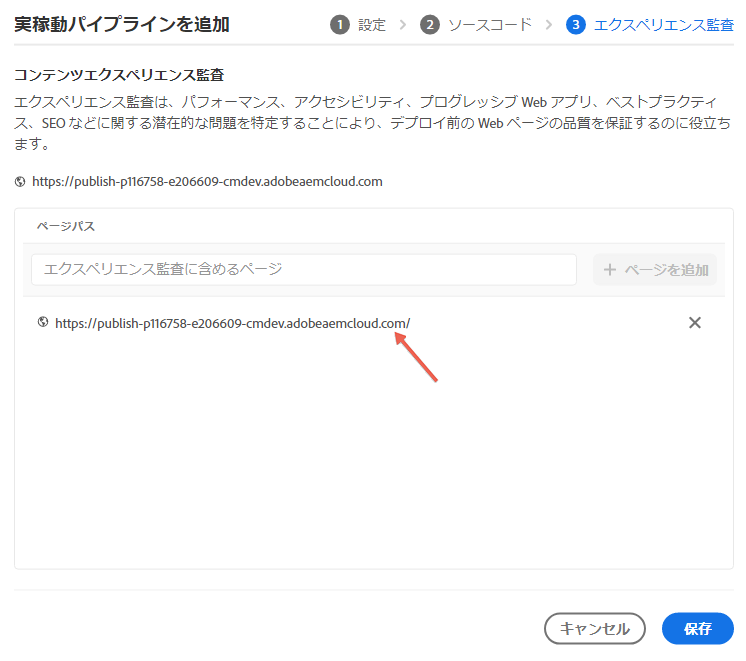 実稼動パイプラインを追加
1 設定 > 2 ソースコード > 3 エクスペリエンス監査
コンテンツエクスペリエンス監査
エクスペリエンス監査は、パフォーマンス、アクセシビリティ、プログレッシブ Web アプリ、ベストプラクティ
ス、SEO などに関する潜在的な問題を特定することにより、デプロイ前の Web ページの品質を保証するのに役立ち
ます。
https://publish-p116758-e206609-cmdev.adobeaemcloud.com
ページパス
エクスペリエンス監査に含めるページ
+ ページを追加
https://publish-p116758-e206609-cmdev.adobeaemcloud.com/
キャンセル
保存